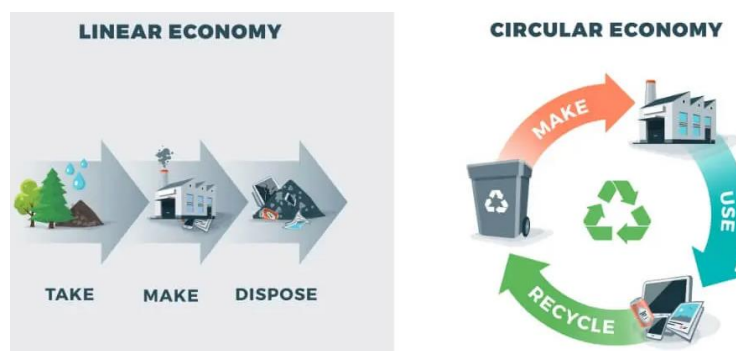 LINEAR ECONOMY
TAKE
MAKE
DISPOSE
CIRCULAR ECONOMY
MAKE
USE
RECYCLE